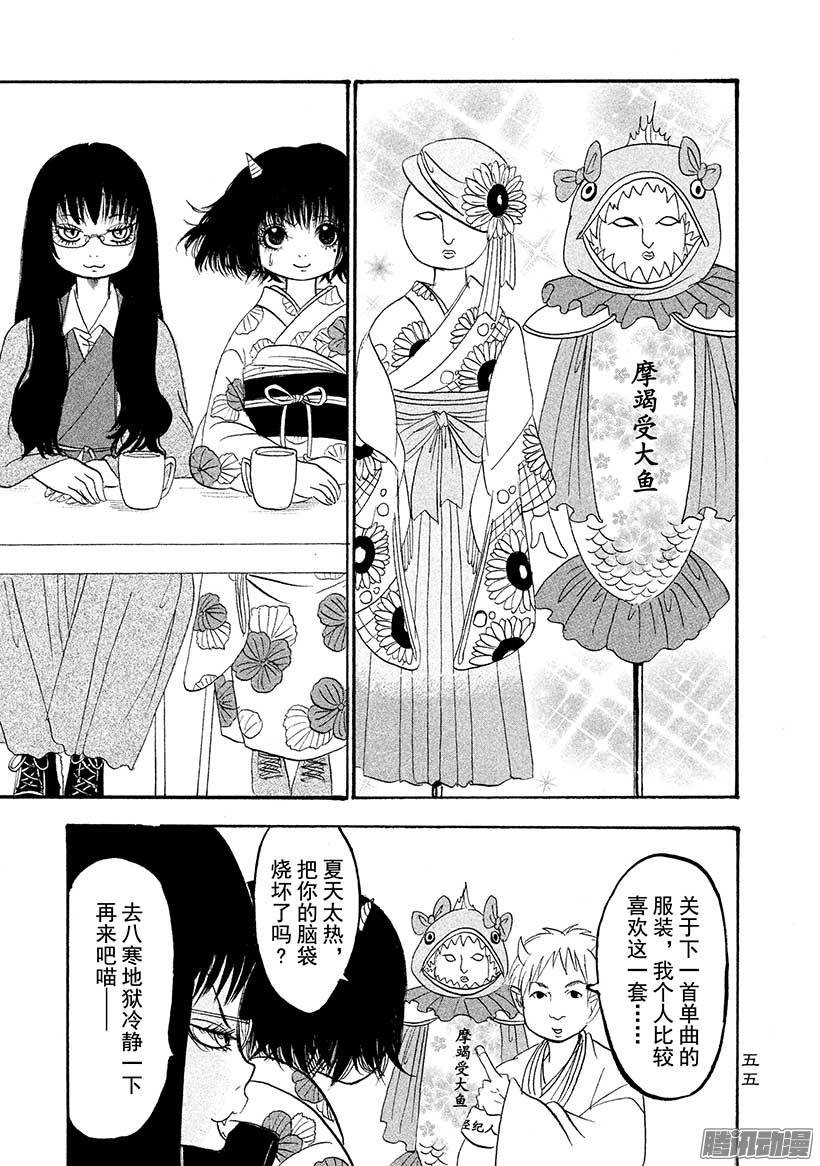 摩竭受大鱼
关于下一首单曲的
服装，我个人比较
喜欢这一套……
摩竭受大鱼
经纪人
夏天太热，
把你的脑袋
烧坏了吗？
去八寒地狱冷静一下
再来吧喵——
五五
腾讯动漫